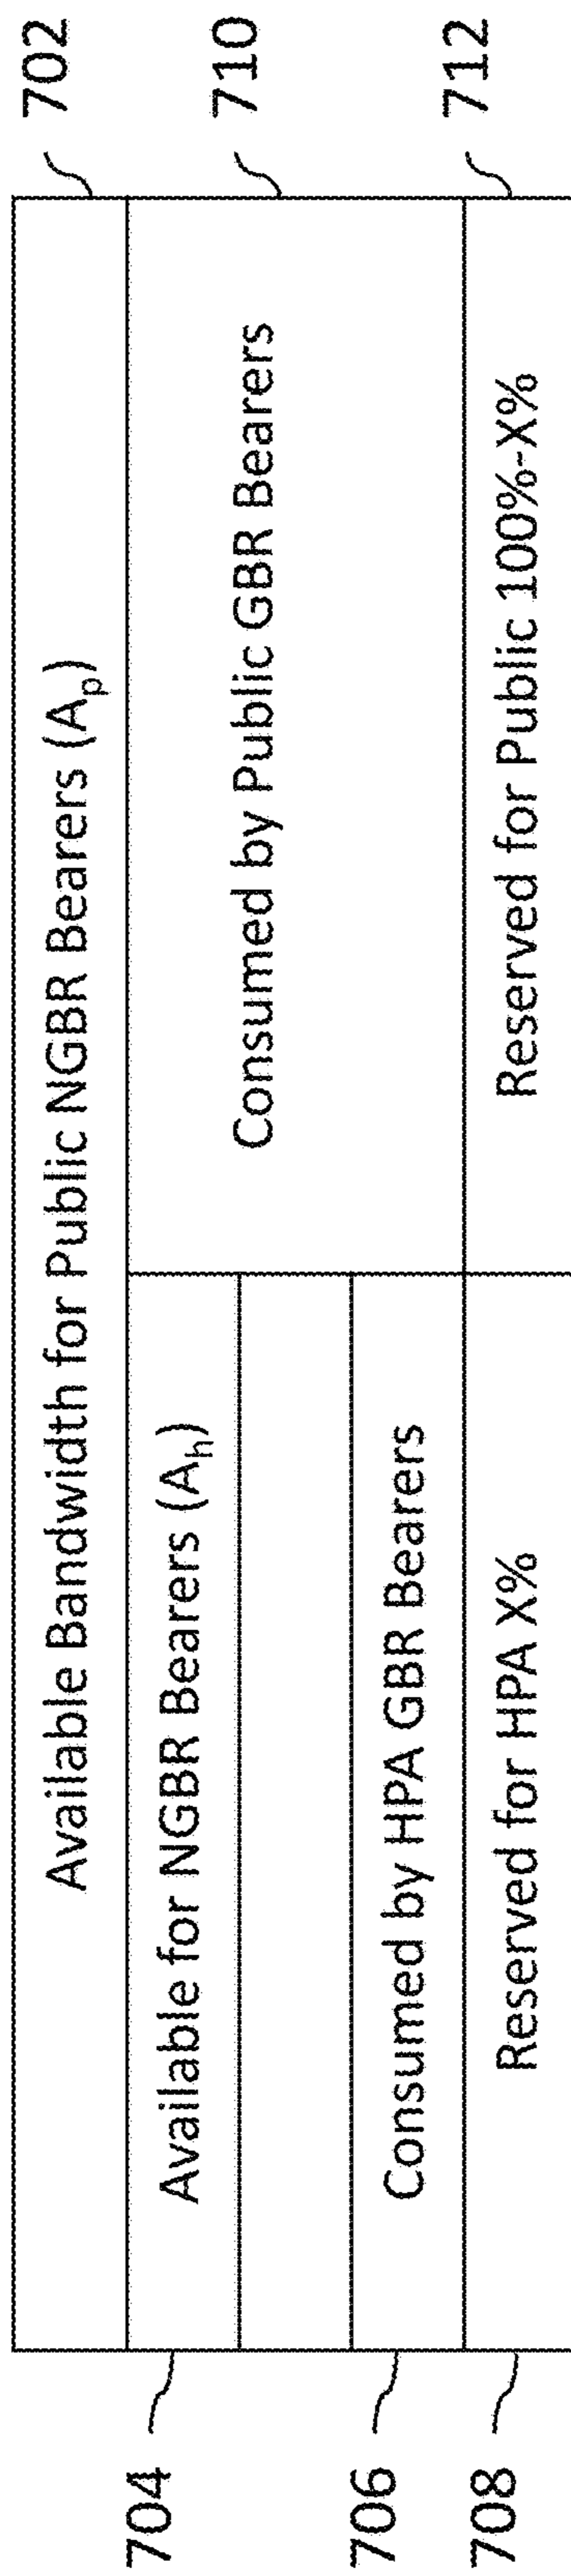 Available Bandwidth for Public NGBR Bearers (Ap)
702
704
Available for NGBR Bearers (Ah)
Consumed by Public GBR Bearers
710
706
Consumed by HPA GBR Bearers
708
Reserved for HPA X%
Reserved for Public 100%-X%
712